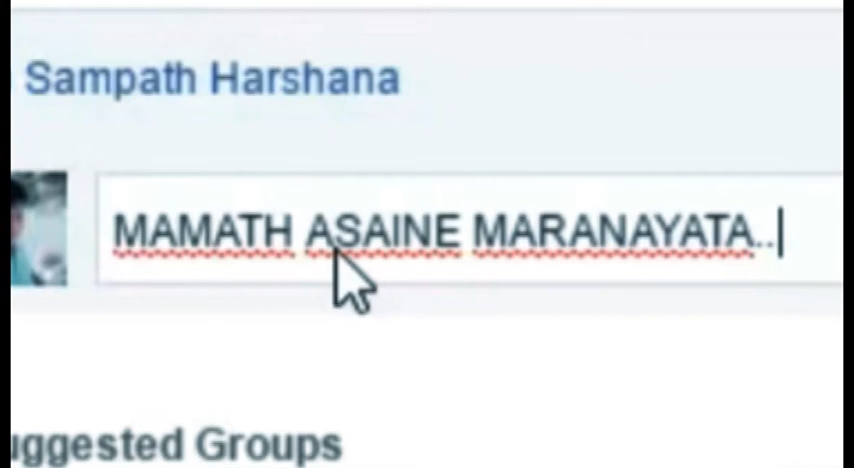 Sampath Harshana
MAMATH ASAINE MARANAYATA..
uggested Groups